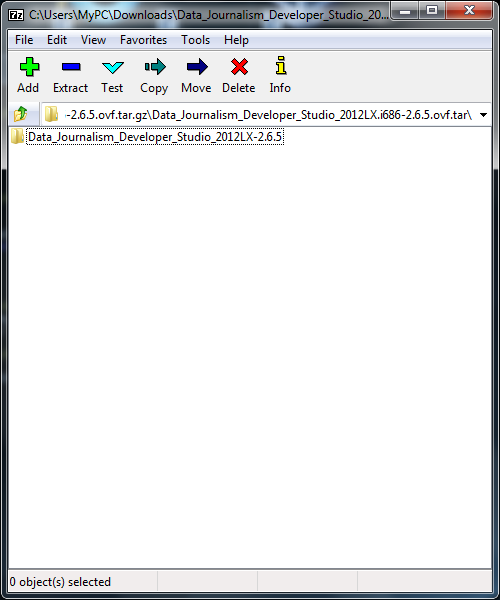 7z C:\Users\MyPC\Downloads\Data_Journalism_Developer_Studio_20...
File Edit View Favorites Tools Help
Add Extract Test Copy Move Delete Info
-2.6.5.ovf.tar.gz\Data_Journalism_Developer_Studio_2012LX.i686-2.6.5.ovf.tar\
Data_Journalism_Developer_Studio_2012LX-2.6.5
0 object(s) selected